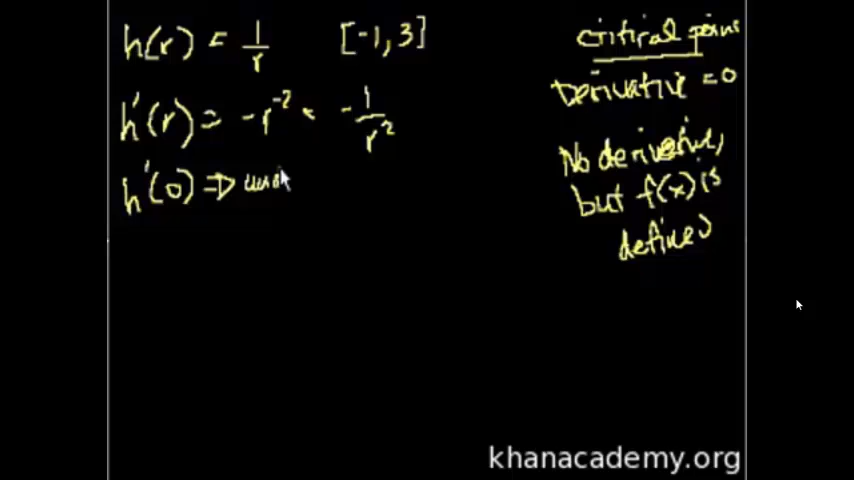 h(r) = 1/r [-1, 3]
h'(r) = -r^-2 = -1/r^2
h'(0) ⇒
critical point
Derivative = 0
No derivative,
but f(x) is
defined
khanacademy.org